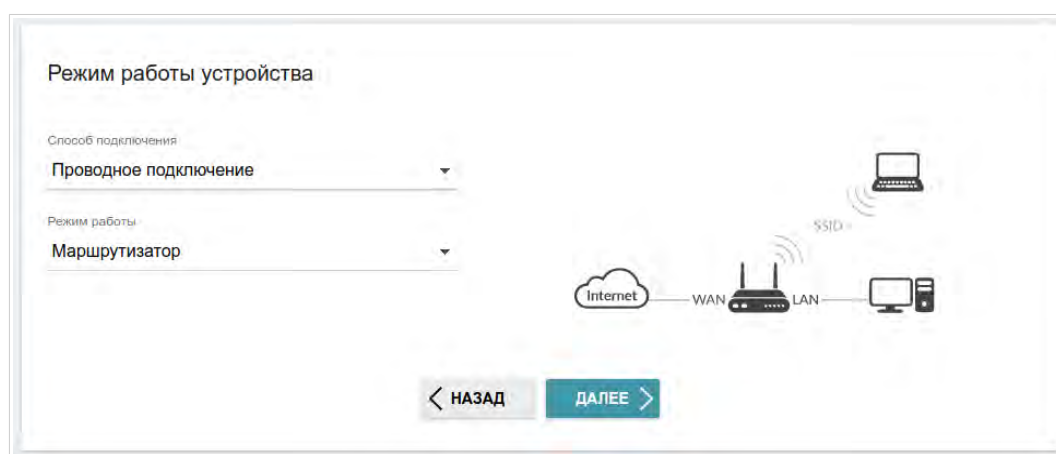 Режим работы устройства
Способ подключения
Проводное подключение
Режим работы
Маршрутизатор
SSID
Internet
WAN
LAN
НАЗАД
ДАЛЕЕ